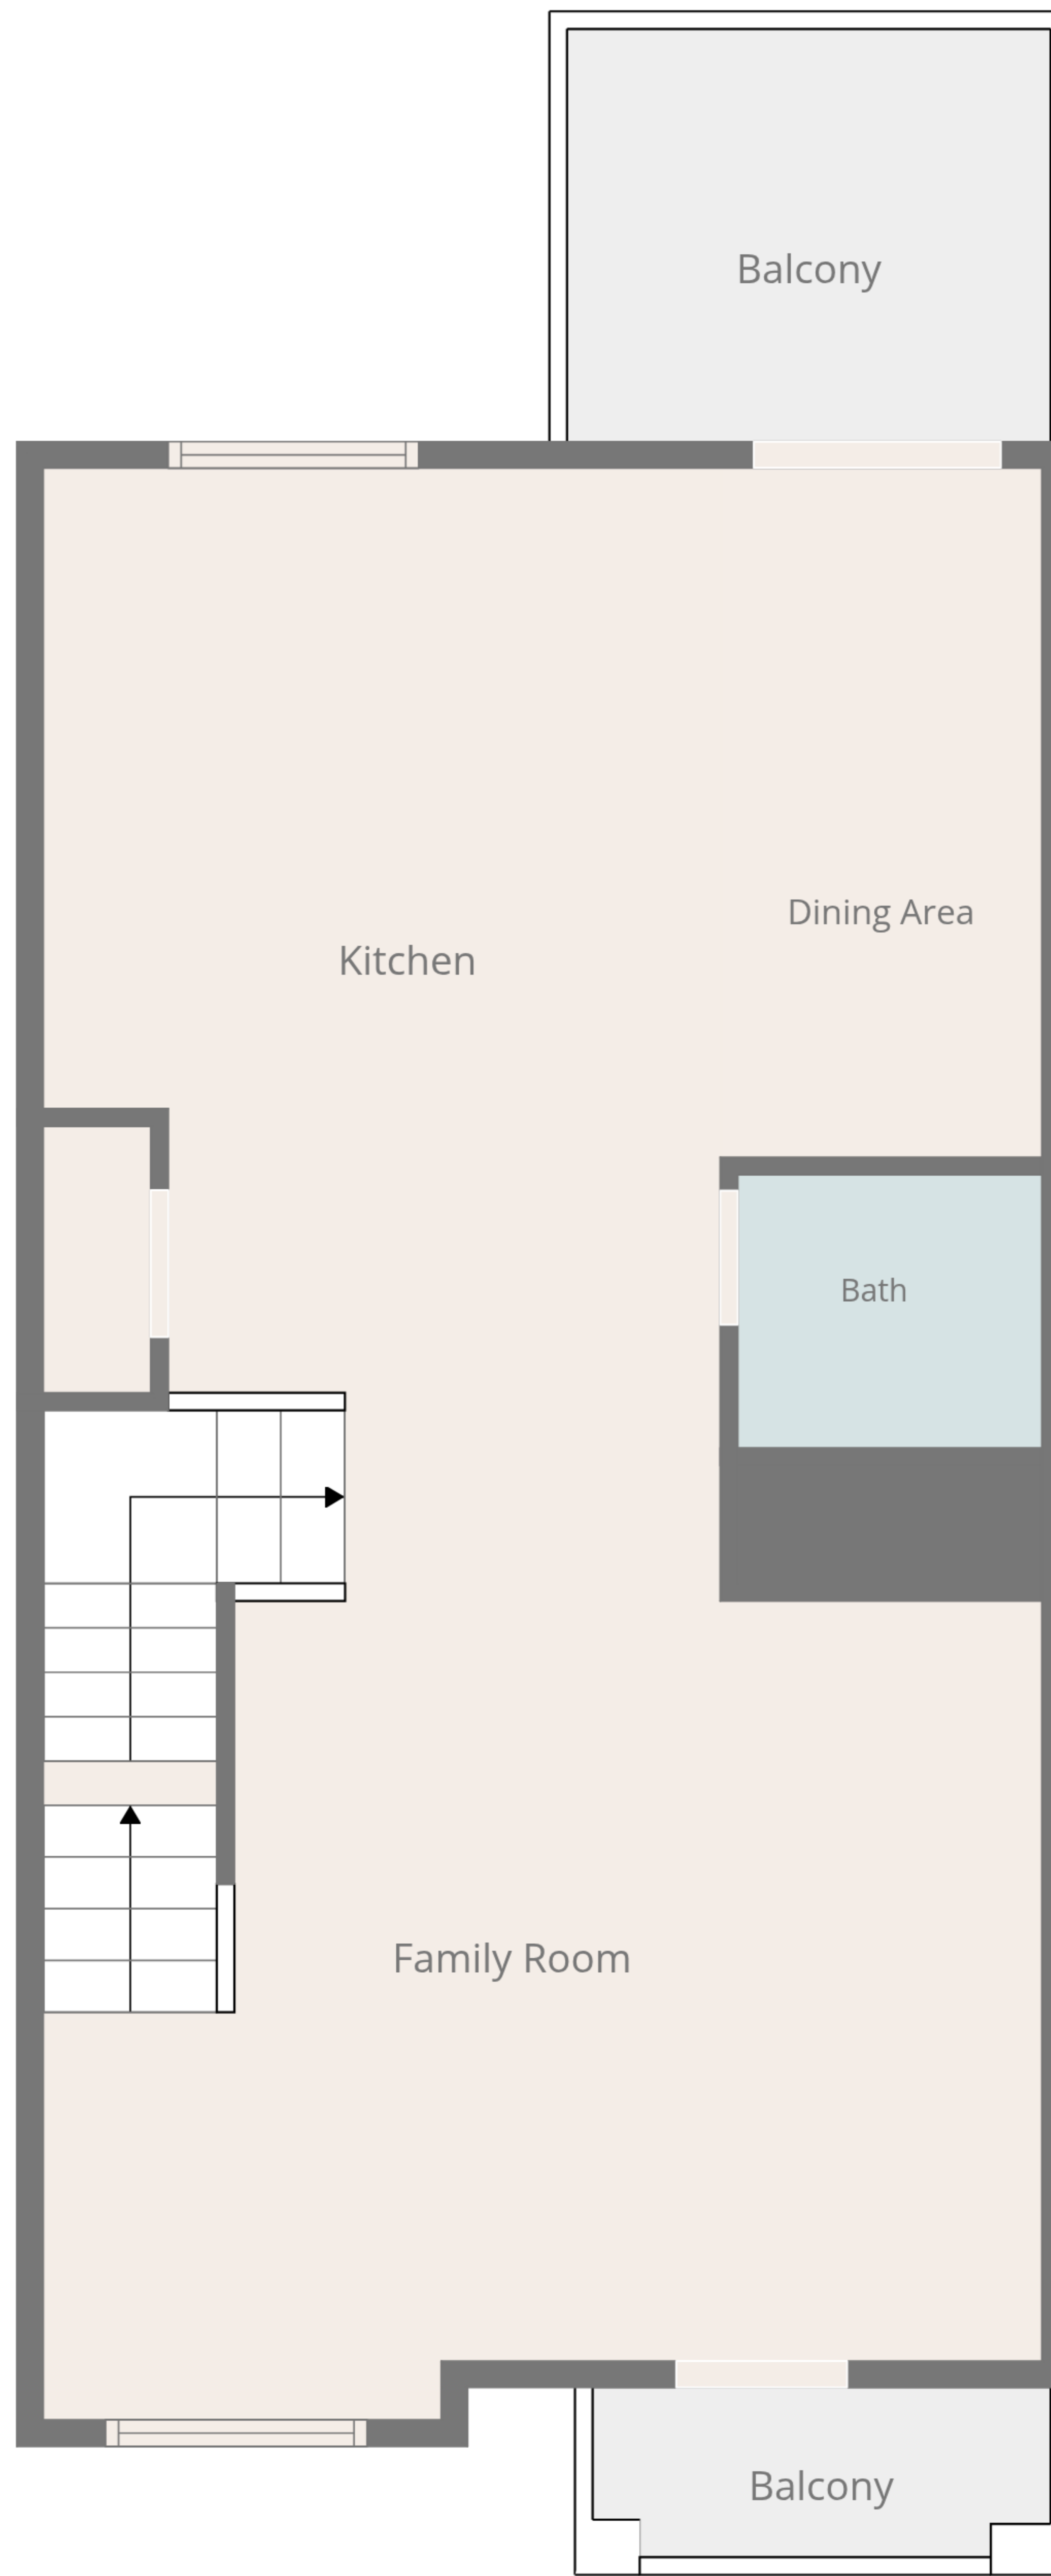 Balcony
Dining Area
Kitchen
Bath
Family Room
Balcony